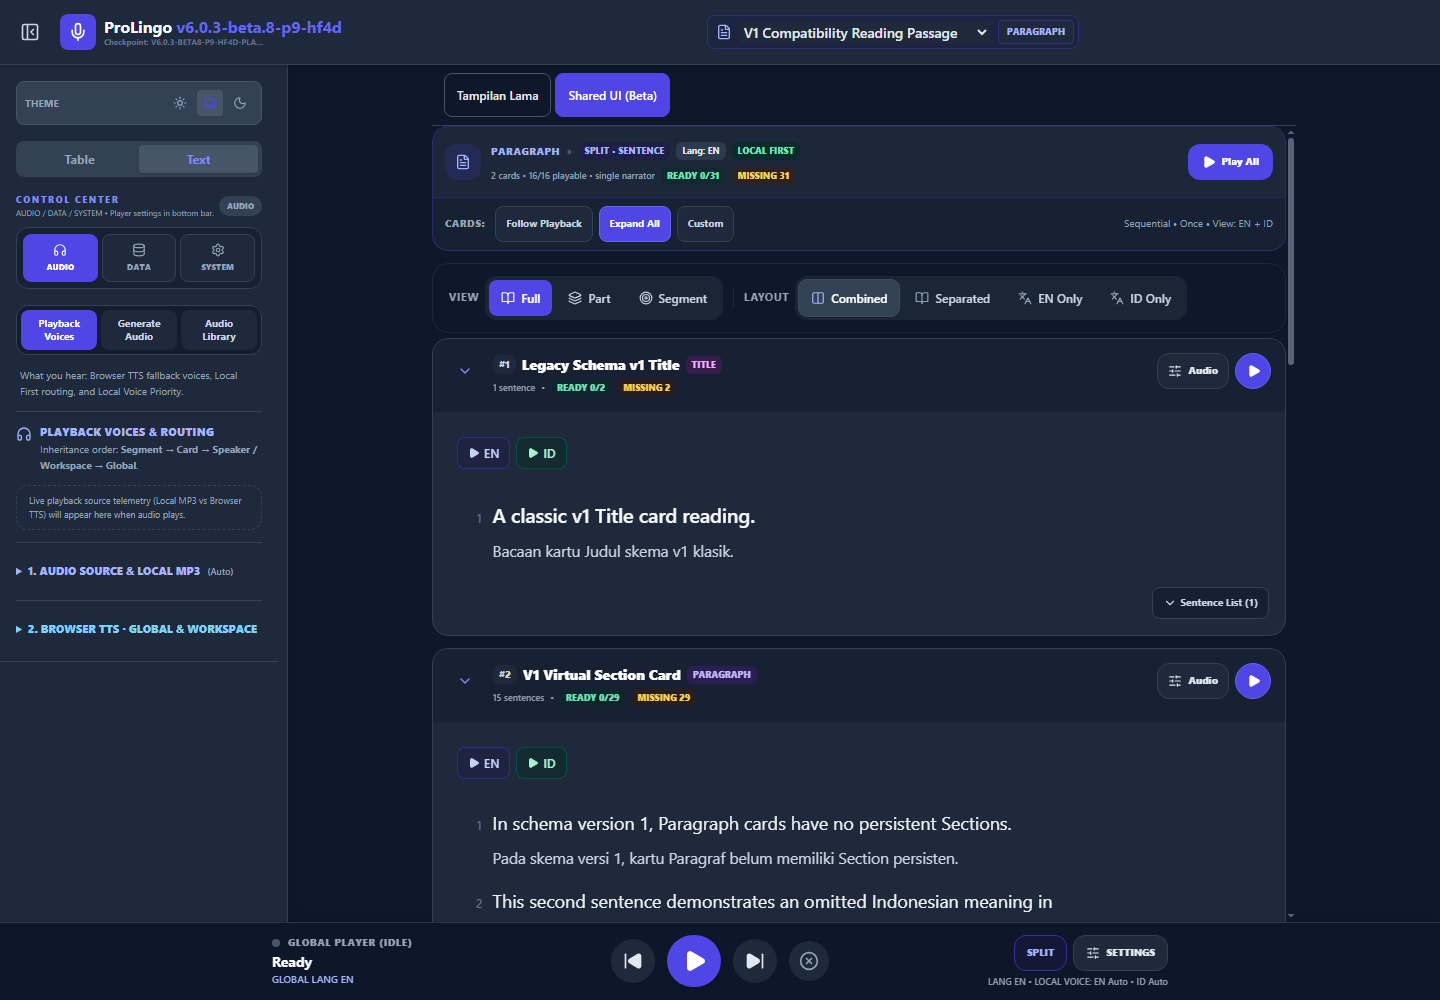 ProLingo v6.0.3-beta.8-p9-hf4d
Checkpoint: V6.0.3-BETA8-P9-HF4D-PLA...
V1 Compatibility Reading Passage
PARAGRAPH
THEME
Table
Text
CONTROL CENTER
AUDIO / DATA / SYSTEM • Player settings in bottom bar.
AUDIO
AUDIO
DATA
SYSTEM
Playback Voices
Generate Audio
Audio Library
What you hear: Browser TTS fallback voices, Local
First routing, and Local Voice Priority.
PLAYBACK VOICES & ROUTING
Inheritance order: Segment → Card → Speaker /
Workspace → Global.
Live playback source telemetry (Local MP3 vs Browser
TTS) will appear here when audio plays.
1. AUDIO SOURCE & LOCAL MP3 (Auto)
2. BROWSER TTS - GLOBAL & WORKSPACE
Tampilan Lama
Shared UI (Beta)
PARAGRAPH • SPLIT • SENTENCE Lang: EN LOCAL FIRST
2 cards • 16/16 playable • single narrator READY 0/31 MISSING 31
Play All
CARDS: Follow Playback Expand All Custom
Sequential • Once • View: EN + ID
VIEW Full Part Segment
LAYOUT Combined Separated EN Only ID Only
#1 Legacy Schema v1 Title TITLE
1 sentence • READY 0/2 MISSING 2
Audio
EN
ID
1 A classic v1 Title card reading.
Bacaan kartu Judul skema v1 klasik.
Sentence List (1)
#2 V1 Virtual Section Card PARAGRAPH
15 sentences • READY 0/29 MISSING 29
Audio
EN
ID
1 In schema version 1, Paragraph cards have no persistent Sections.
Pada skema versi 1, kartu Paragraf belum memiliki Section persisten.
2 This second sentence demonstrates an omitted Indonesian meaning in
GLOBAL PLAYER (IDLE)
Ready
GLOBAL LANG EN
SPLIT
SETTINGS
LANG EN • LOCAL VOICE: EN Auto • ID Auto